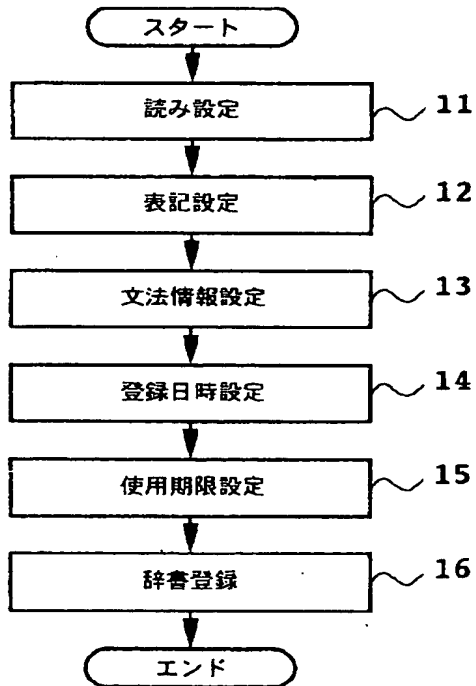 スタート
読み設定 11
表記設定 12
文法情報設定 13
登録日時設定 14
使用期限設定 15
辞書登録 16
エンド